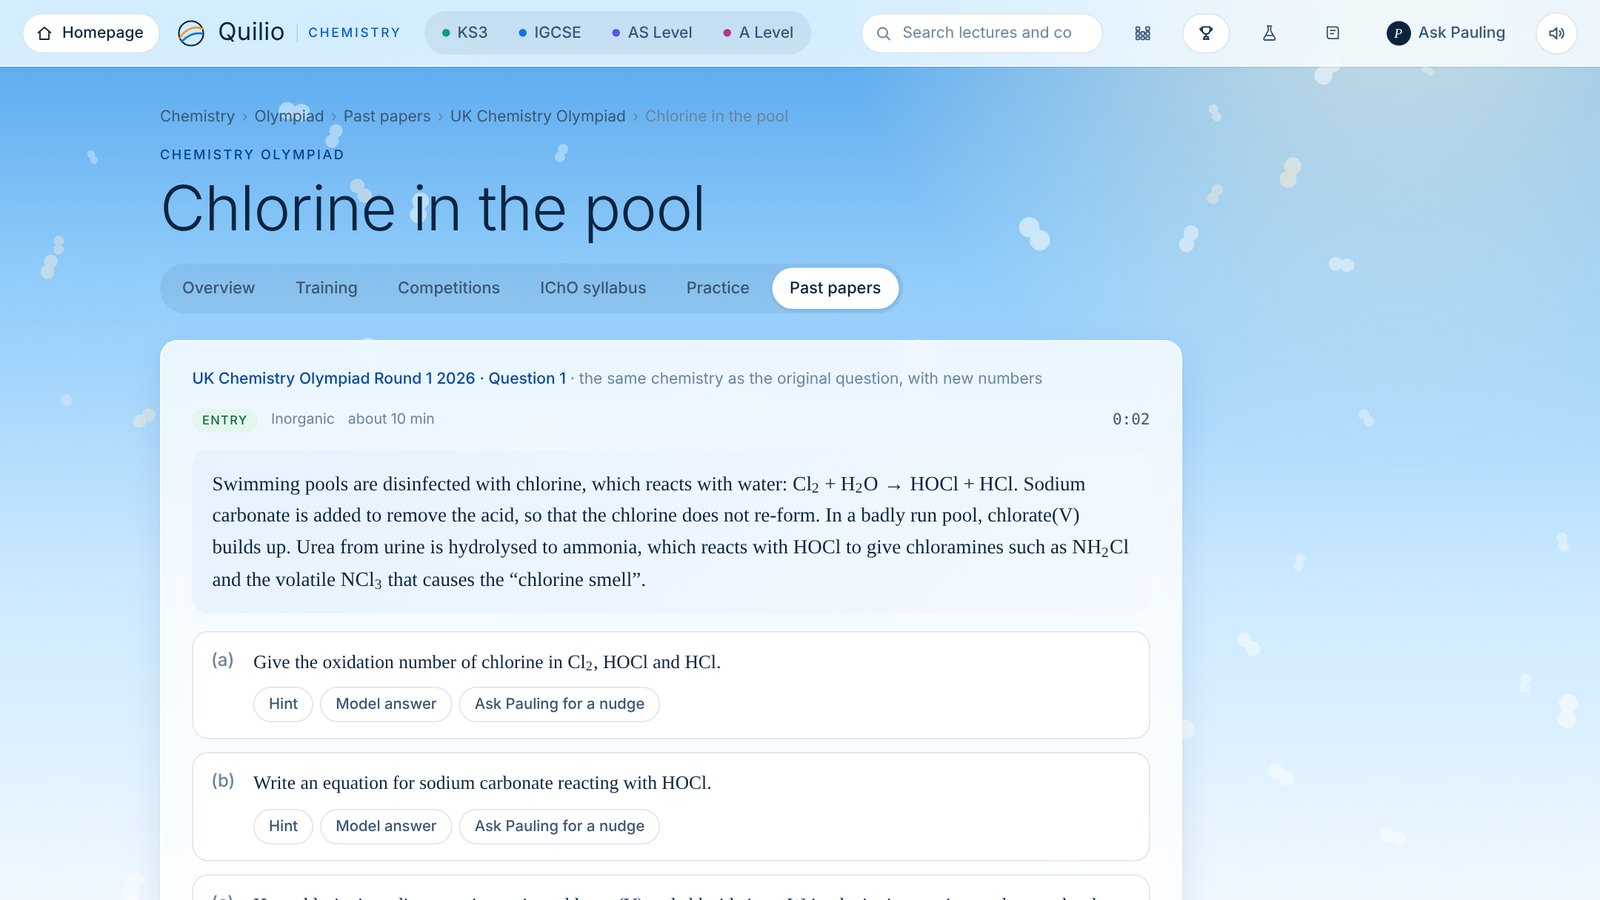 Homepage
Quilio
CHEMISTRY
KS3
IGCSE
AS Level
A Level
Search lectures and co
P
Ask Pauling
Chemistry › Olympiad › Past papers › UK Chemistry Olympiad › Chlorine in the pool
CHEMISTRY OLYMPIAD
Chlorine in the pool
Overview
Training
Competitions
IChO syllabus
Practice
Past papers
UK Chemistry Olympiad Round 1 2026 · Question 1 · the same chemistry as the original question, with new numbers
ENTRY
Inorganic
about 10 min
0:02
Swimming pools are disinfected with chlorine, which reacts with water: Cl₂ + H₂O → HOCl + HCl. Sodium
carbonate is added to remove the acid, so that the chlorine does not re-form. In a badly run pool, chlorate(V)
builds up. Urea from urine is hydrolysed to ammonia, which reacts with HOCl to give chloramines such as NH₂Cl
and the volatile NCl₃ that causes the “chlorine smell”.
(a) Give the oxidation number of chlorine in Cl₂, HOCl and HCl.
Hint
Model answer
Ask Pauling for a nudge
(b) Write an equation for sodium carbonate reacting with HOCl.
Hint
Model answer
Ask Pauling for a nudge